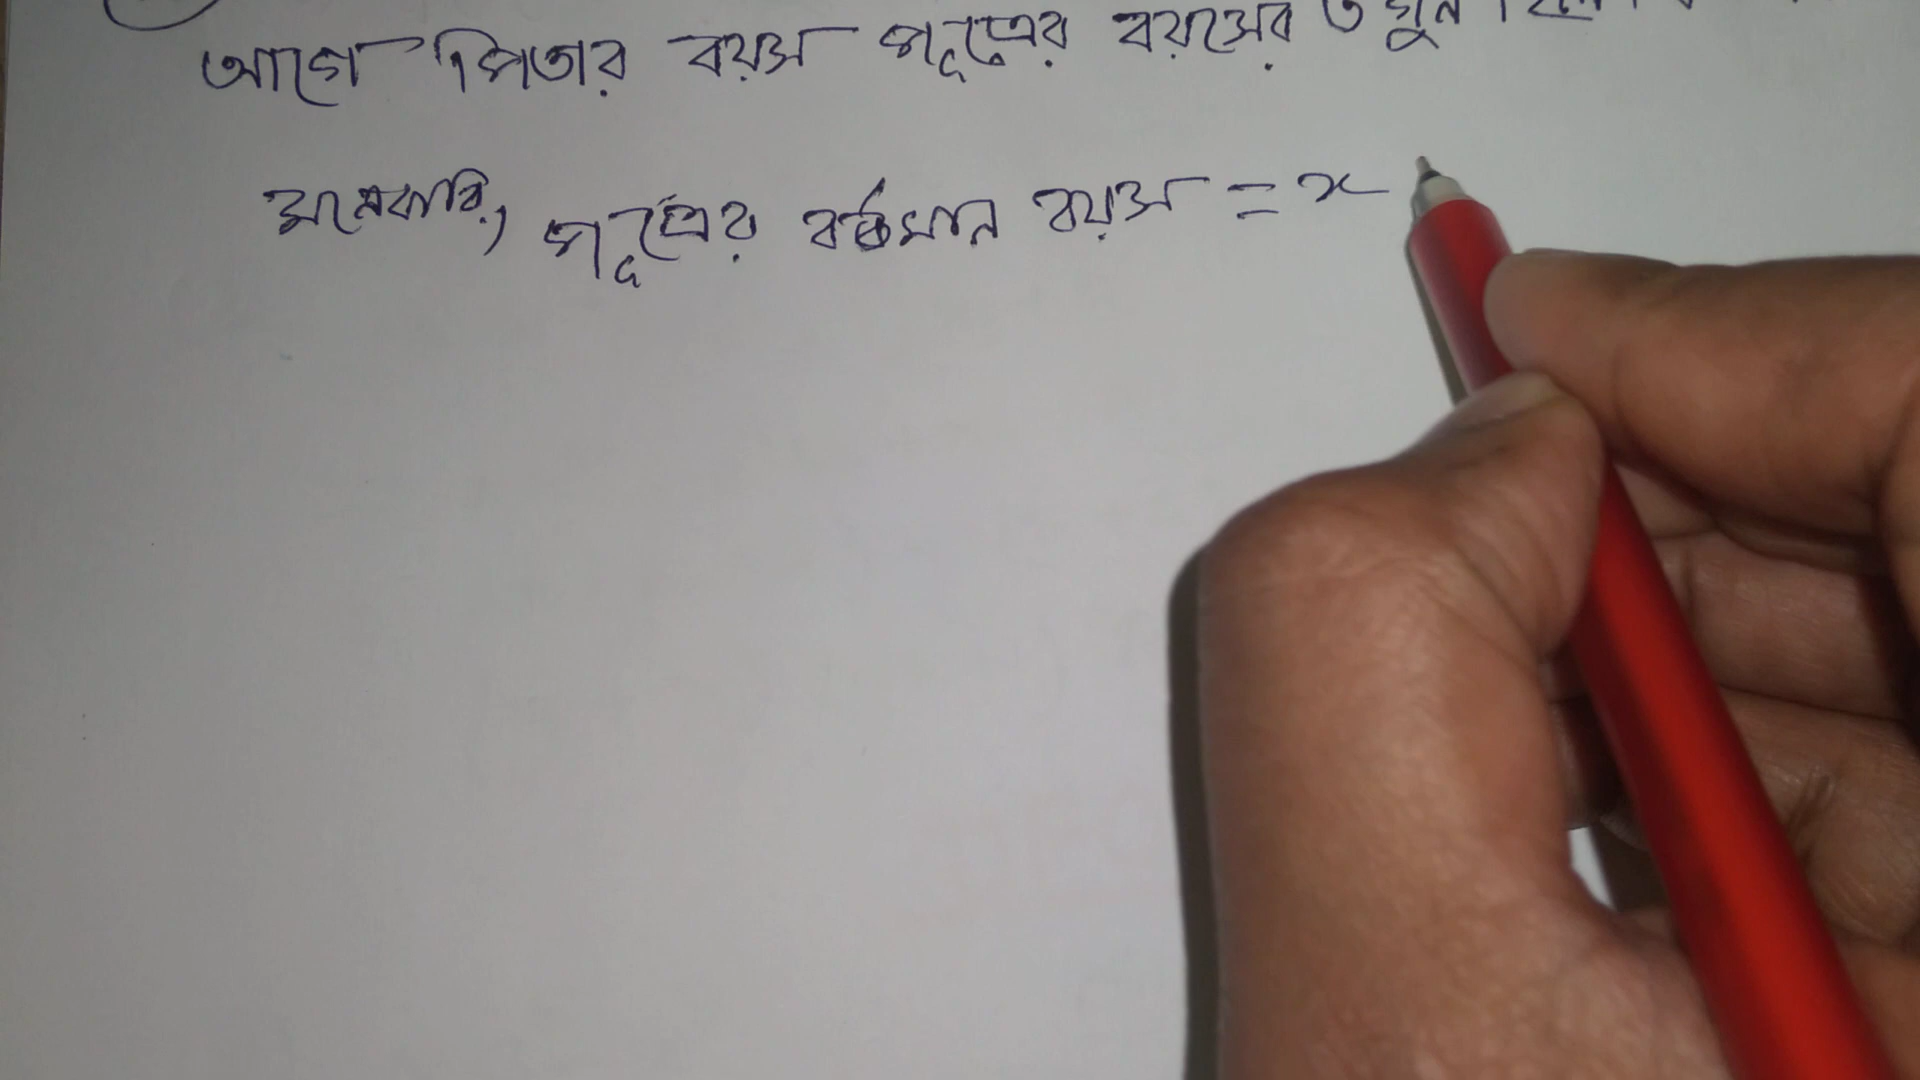 আগে পিতার বয়স পূত্রের বয়সের ৩ গুন
মনেকরি, পূত্রের বর্তমান বয়স = x